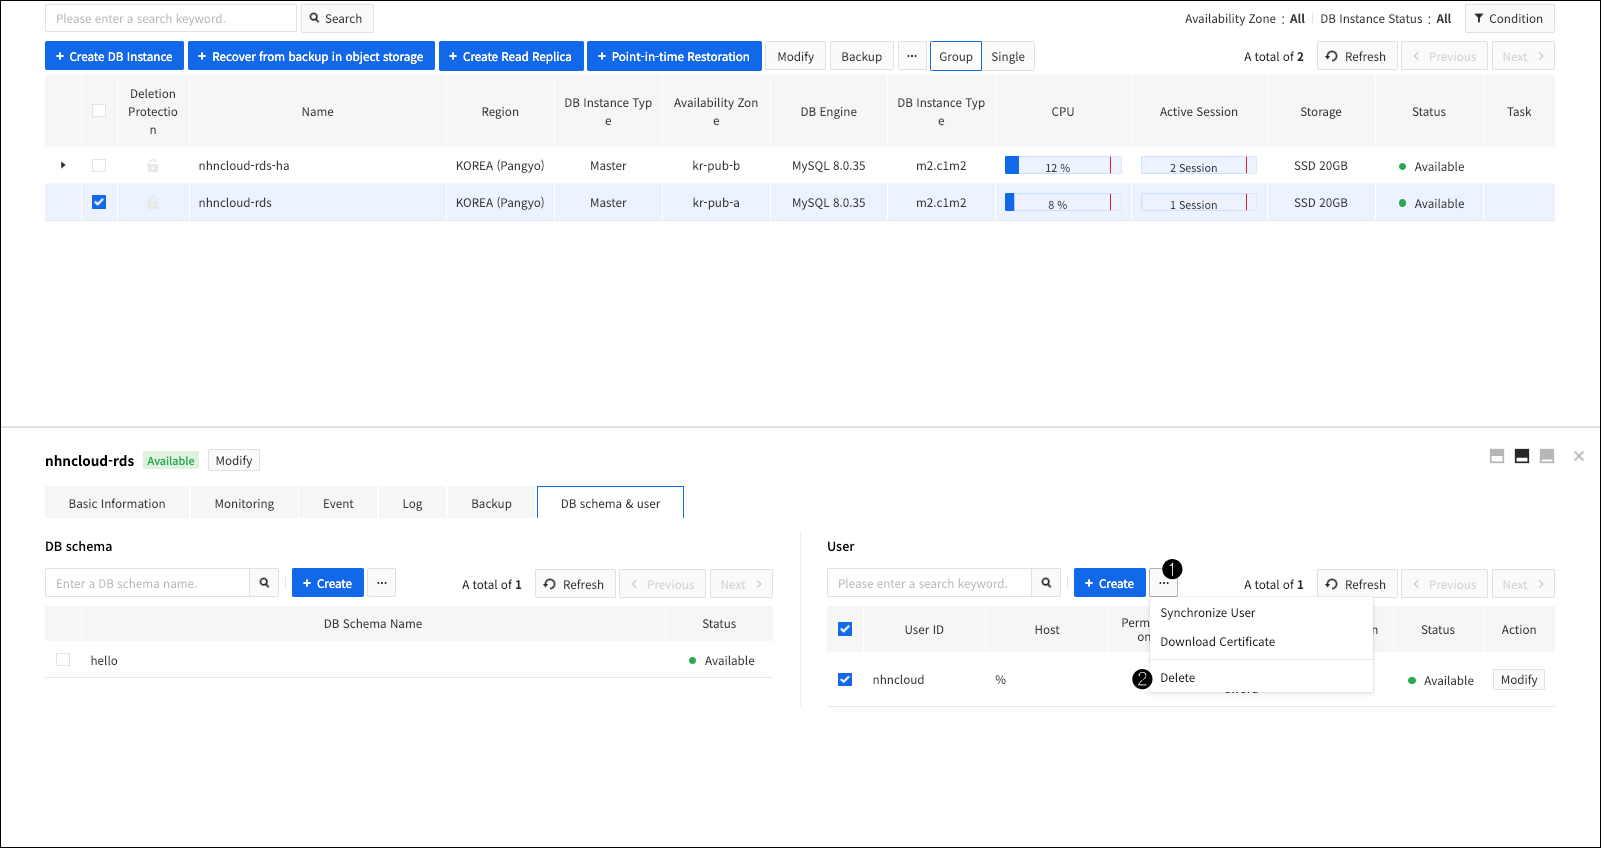 Please enter a search keyword.
Search
Availability Zone : All
DB Instance Status : All
Condition
+ Create DB Instance
+ Recover from backup in object storage
+ Create Read Replica
+ Point-in-time Restoration
Modify
Backup
...
Group
Single
A total of 2
Refresh
< Previous
Next >
Deletion
Protectio
n
Name
Region
DB Instance Typ
e
Availability Zon
e
DB Engine
DB Instance Typ
e
CPU
Active Session
Storage
Status
Task
nhncloud-rds-ha
KOREA (Pangyo)
Master
kr-pub-b
MySQL 8.0.35
m2.c1m2
12 %
2 Session
SSD 20GB
Available
nhncloud-rds
KOREA (Pangyo)
Master
kr-pub-a
MySQL 8.0.35
m2.c1m2
8 %
1 Session
SSD 20GB
Available
nhncloud-rds
Available
Modify
Basic Information
Monitoring
Event
Log
Backup
DB schema & user
DB schema
Enter a DB schema name.
+ Create
...
A total of 1
Refresh
< Previous
Next >
DB Schema Name
Status
hello
Available
User
Please enter a search keyword.
+ Create
...
1
A total of 1
Refresh
< Previous
Next >
Synchronize User
Download Certificate
2 Delete
User ID
Host
Perm
on
n
Status
Action
nhncloud
%
Available
Modify